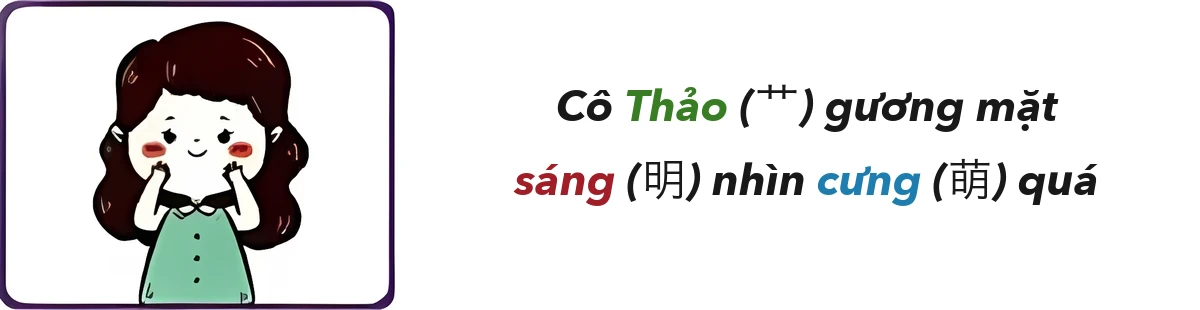 Cô Thảo (艹) gương mặt
sáng (明) nhìn cưng (萌) quá